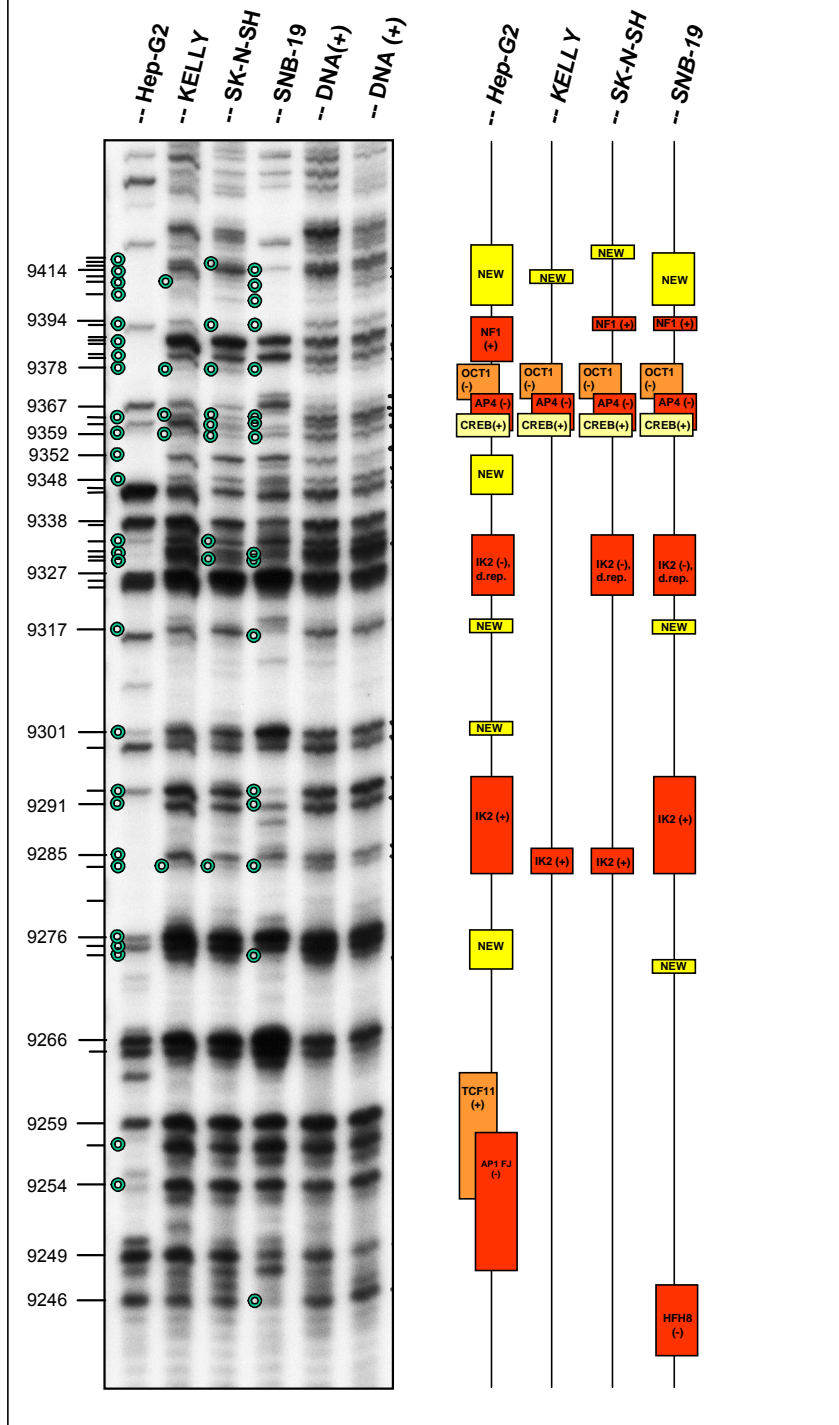 -- Hep-G2
-- KELLY
-- SK-N-SH
-- SNB-19
-- DNA(+)
-- DNA (+)
-- Hep-G2
-- KELLY
-- SK-N-SH
-- SNB-19
9414
9394
9378
9367
9359
9352
9348
9338
9327
9317
9301
9291
9285
9276
9266
9259
9254
9249
9246
NEW
NF1
(+)
OCT1
(-)
AP4 (-)
CREB(+)
NEW
IK2 (-),
d.rep.
NEW
NEW
IK2 (+)
NEW
TCF11
(+)
AP1 FJ
(-)
NEW
OCT1
(-)
AP4 (-)
CREB(+)
IK2 (+)
NEW
NF1 (+)
OCT1
(-)
AP4 (-)
CREB(+)
IK2 (-),
d.rep.
IK2 (+)
NEW
NF1 (+)
OCT1
(-)
AP4 (-)
CREB(+)
IK2 (-),
d.rep.
NEW
IK2 (+)
NEW
HFH8
(-)